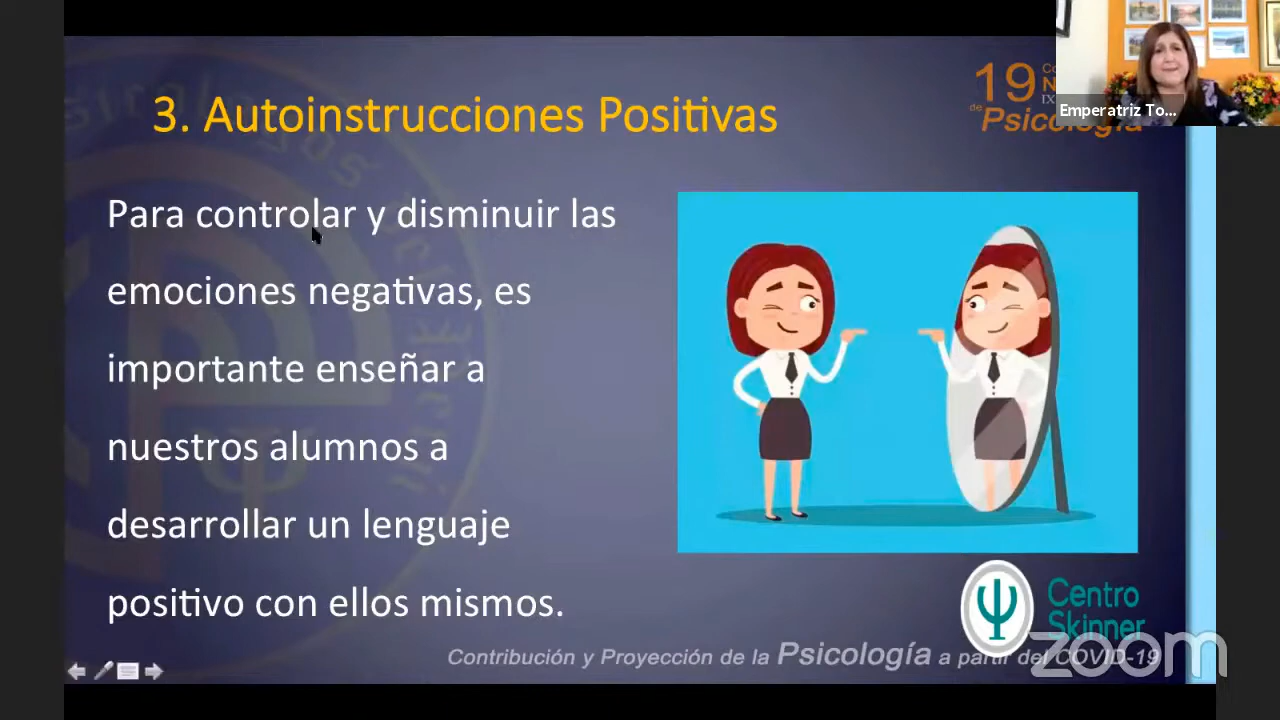 3. Autoinstrucciones Positivas
19
de Psicología
Emperatriz To...
Para controlar y disminuir las
emociones negativas, es
importante enseñar a
nuestros alumnos a
desarrollar un lenguaje
positivo con ellos mismos.
Centro
Skinner
Contribución y Proyección de la Psicología a partir del COVID-19
zoom